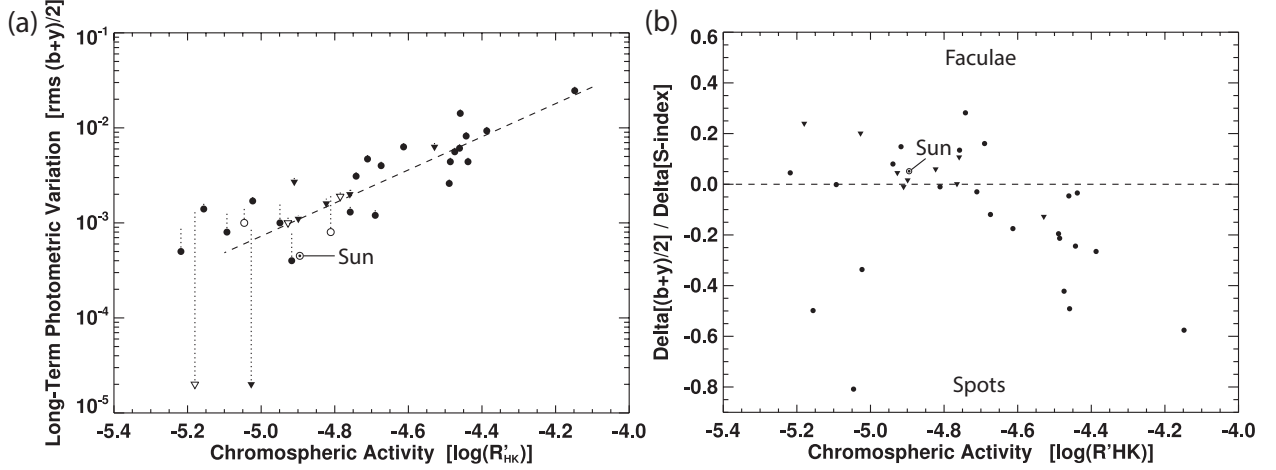 (a)
Long-Term Photometric Variation [rms (b+y)/2]
10⁻¹
10⁻²
10⁻³
10⁻⁴
10⁻⁵
Sun
-5.4 -5.2 -5.0 -4.8 -4.6 -4.4 -4.2 -4.0
Chromospheric Activity [log(R'HK)]
(b)
Delta[(b+y)/2] / Delta[S-index]
0.6
0.4
0.2
0.0
-0.2
-0.4
-0.6
-0.8
Faculae
Sun
Spots
-5.4 -5.2 -5.0 -4.8 -4.6 -4.4 -4.2 -4.0
Chromospheric Activity [log(R'HK)]